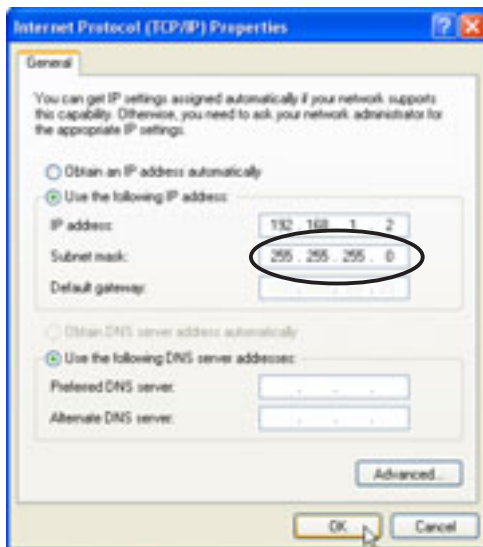 Internet Protocol (TCP/IP) Properties
General
You can get IP settings assigned automatically if your network supports
this capability. Otherwise, you need to ask your network administrator for
the appropriate IP settings.
Obtain an IP address automatically
Use the following IP address:
IP address: 192 . 168 . 1 . 2
Subnet mask: 255 . 255 . 255 . 0
Default gateway: . . .
Obtain DNS server address automatically
Use the following DNS server addresses:
Preferred DNS server: . . .
Alternate DNS server: . . .
Advanced...
OK Cancel